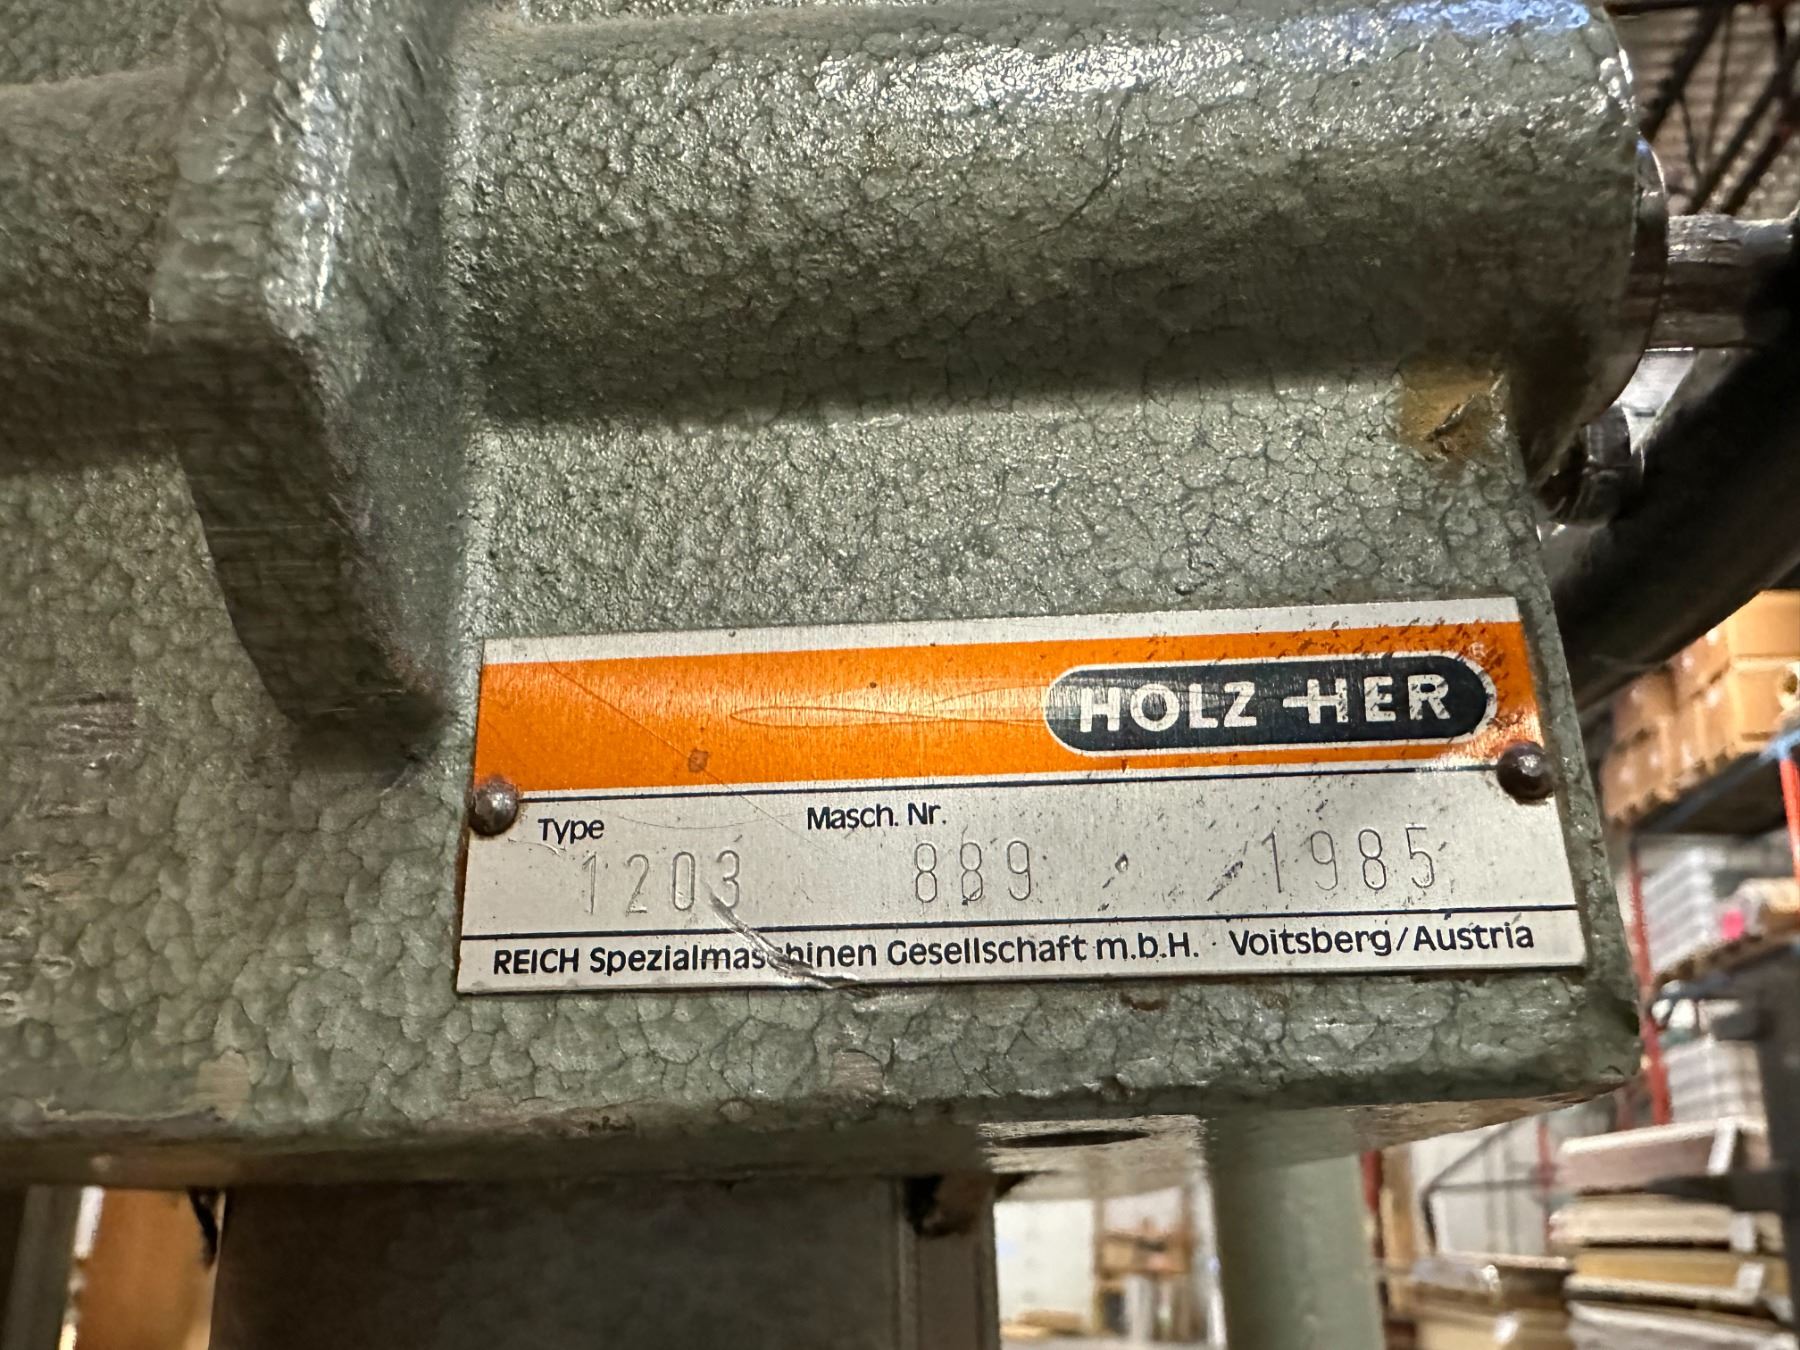 HOLZ-HER
Type Masch. Nr.
1203 889 1985
REICH Spezialmaschinen Gesellschaft m.b.H. · Voitsberg/Austria